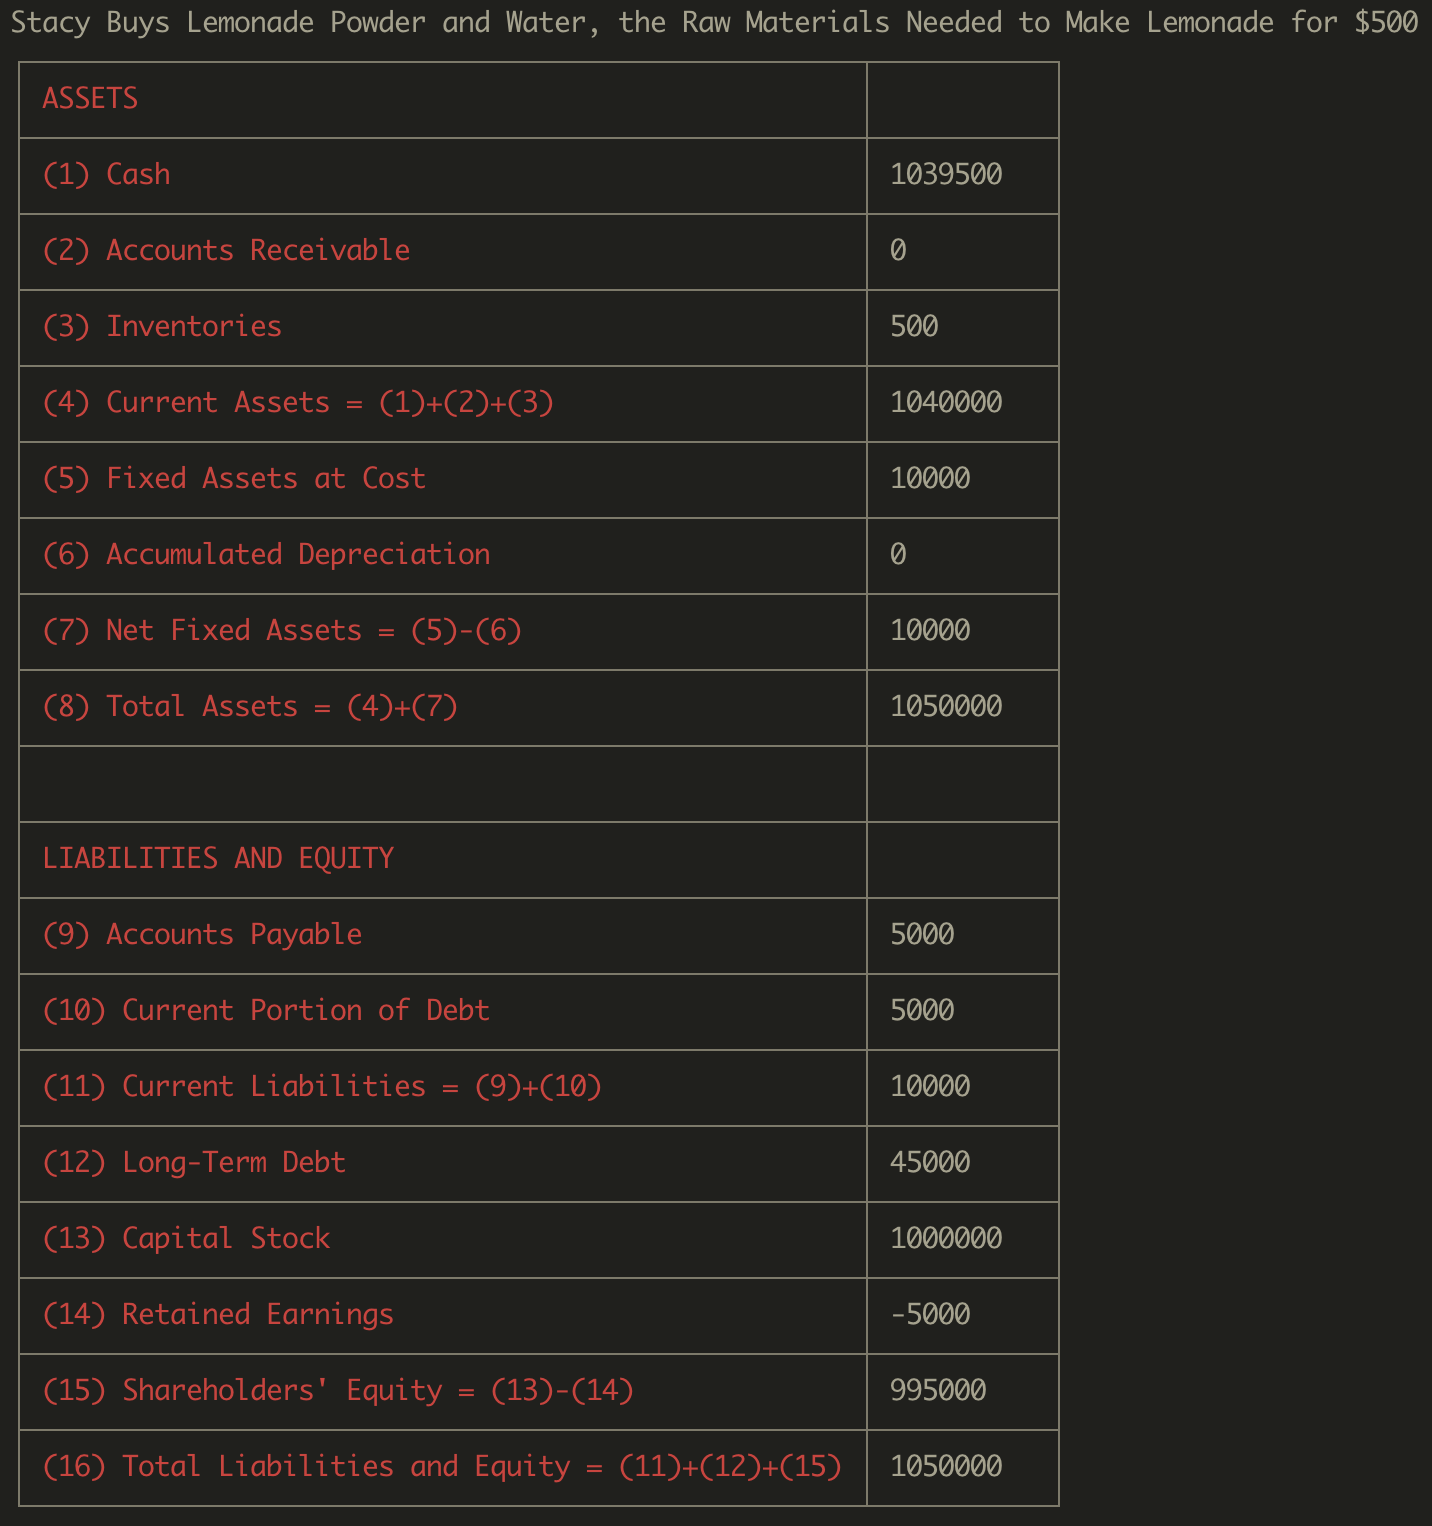 Stacy Buys Lemonade Powder and Water, the Raw Materials Needed to Make Lemonade for $500
ASSETS
(1) Cash 1039500
(2) Accounts Receivable 0
(3) Inventories 500
(4) Current Assets = (1)+(2)+(3) 1040000
(5) Fixed Assets at Cost 10000
(6) Accumulated Depreciation 0
(7) Net Fixed Assets = (5)-(6) 10000
(8) Total Assets = (4)+(7) 1050000
LIABILITIES AND EQUITY
(9) Accounts Payable 5000
(10) Current Portion of Debt 5000
(11) Current Liabilities = (9)+(10) 10000
(12) Long-Term Debt 45000
(13) Capital Stock 1000000
(14) Retained Earnings -5000
(15) Shareholders' Equity = (13)-(14) 995000
(16) Total Liabilities and Equity = (11)+(12)+(15) 1050000